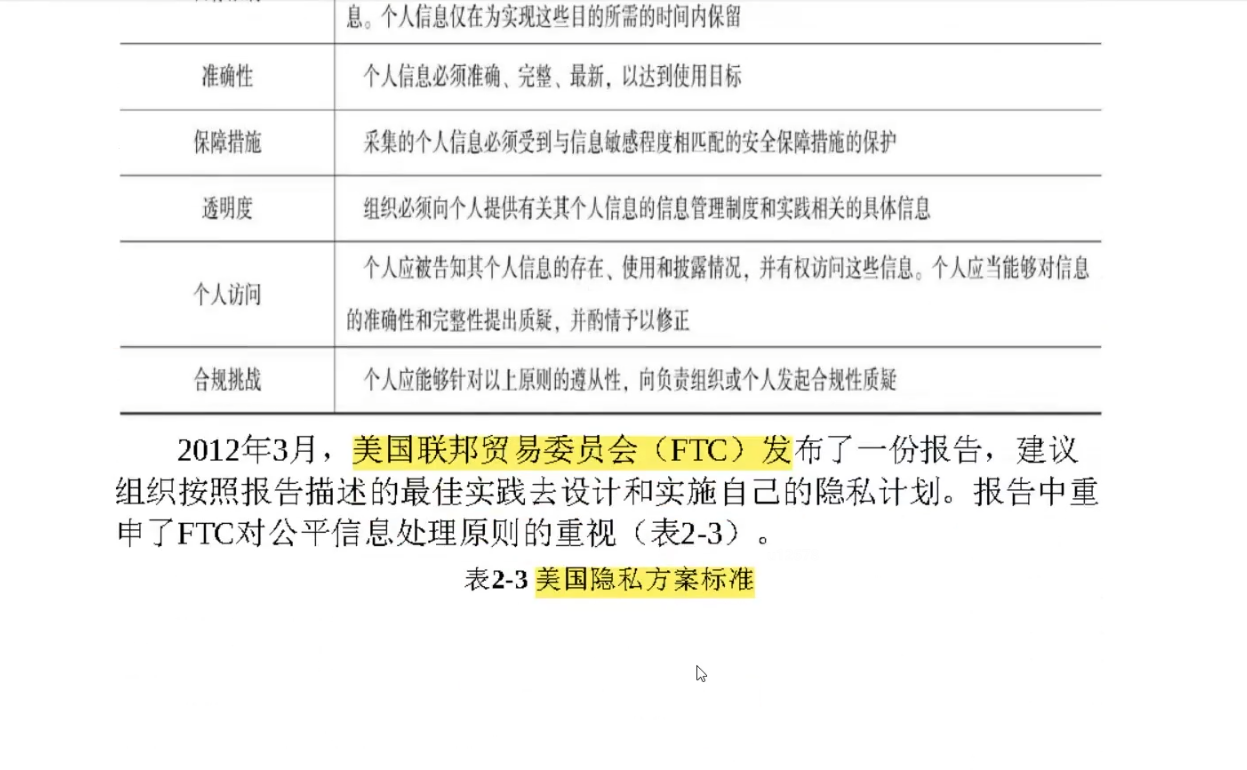 息。个人信息仅在为实现这些目的所需的时间内保留
准确性 个人信息必须准确、完整、最新，以达到使用目标
保障措施 采集的个人信息必须受到与信息敏感程度相匹配的安全保障措施的保护
透明度 组织必须向个人提供有关其个人信息的信息管理制度和实践相关的具体信息
个人访问 个人应被告知其个人信息的存在、使用和披露情况，并有权访问这些信息。个人应当能够对信息
的准确性和完整性提出质疑，并酌情予以修正
合规挑战 个人应能够针对以上原则的遵从性，向负责组织或个人发起合规性质疑
2012年3月，美国联邦贸易委员会（FTC）发布了一份报告，建议
组织按照报告描述的最佳实践去设计和实施自己的隐私计划。报告中重
申了FTC对公平信息处理原则的重视（表2-3）。
表2-3 美国隐私方案标准